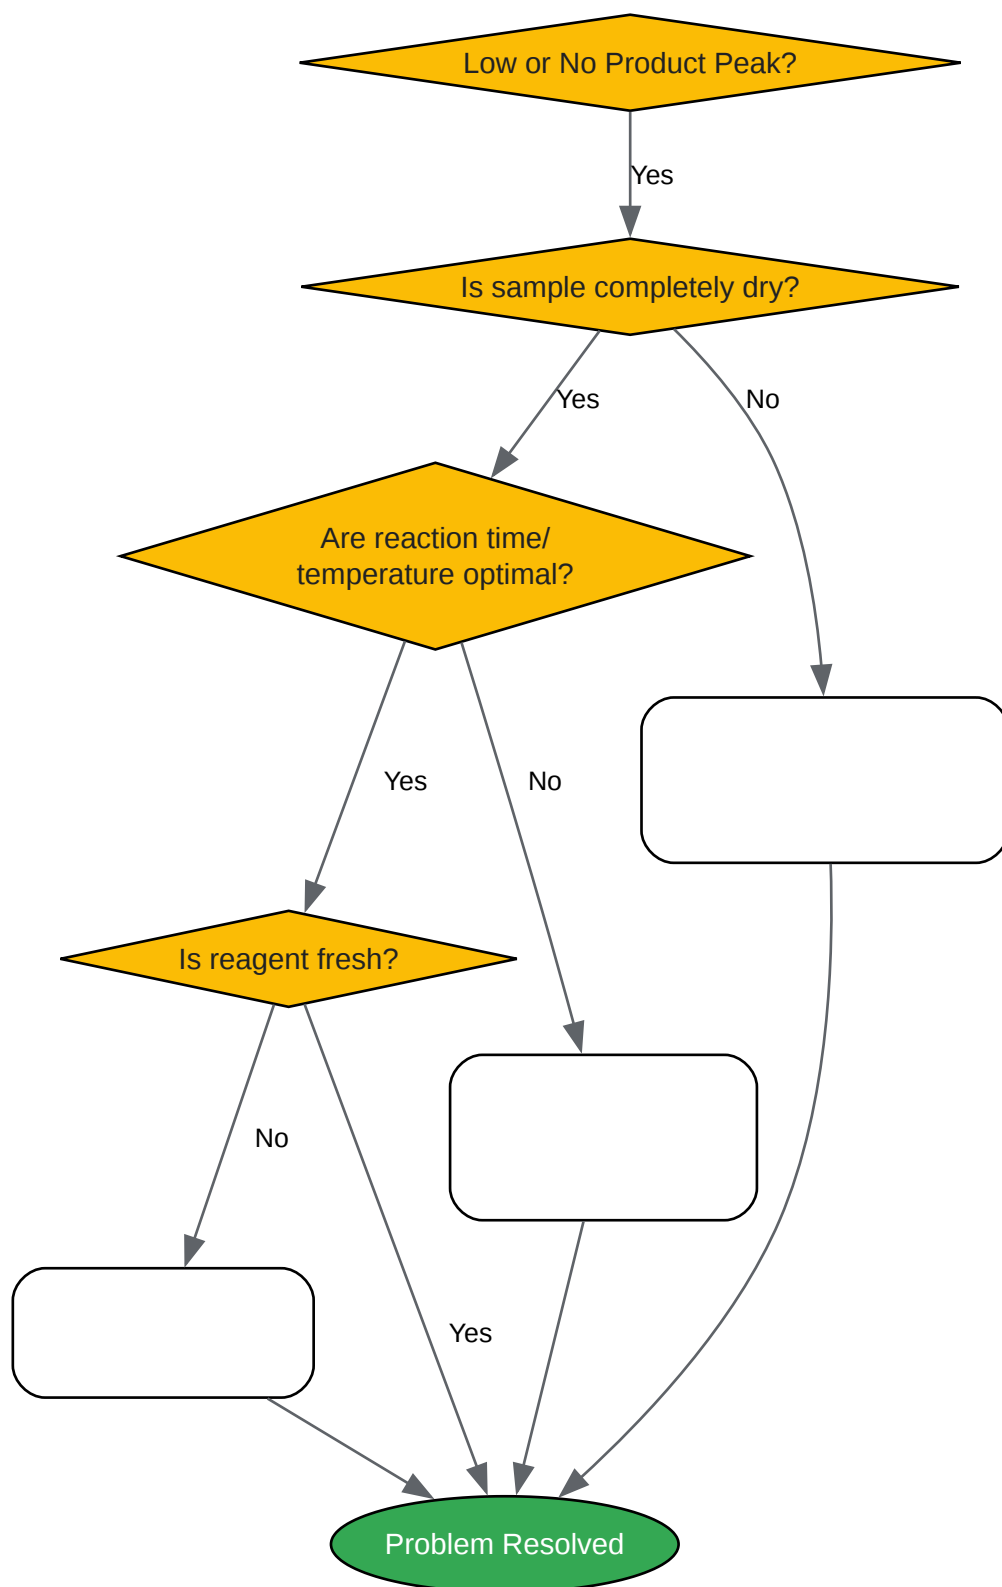 Low or No Product Peak?
Yes
Is sample completely dry?
Yes
No
Are reaction time/
temperature optimal?
Yes
No
Is reagent fresh?
No
Yes
Problem Resolved